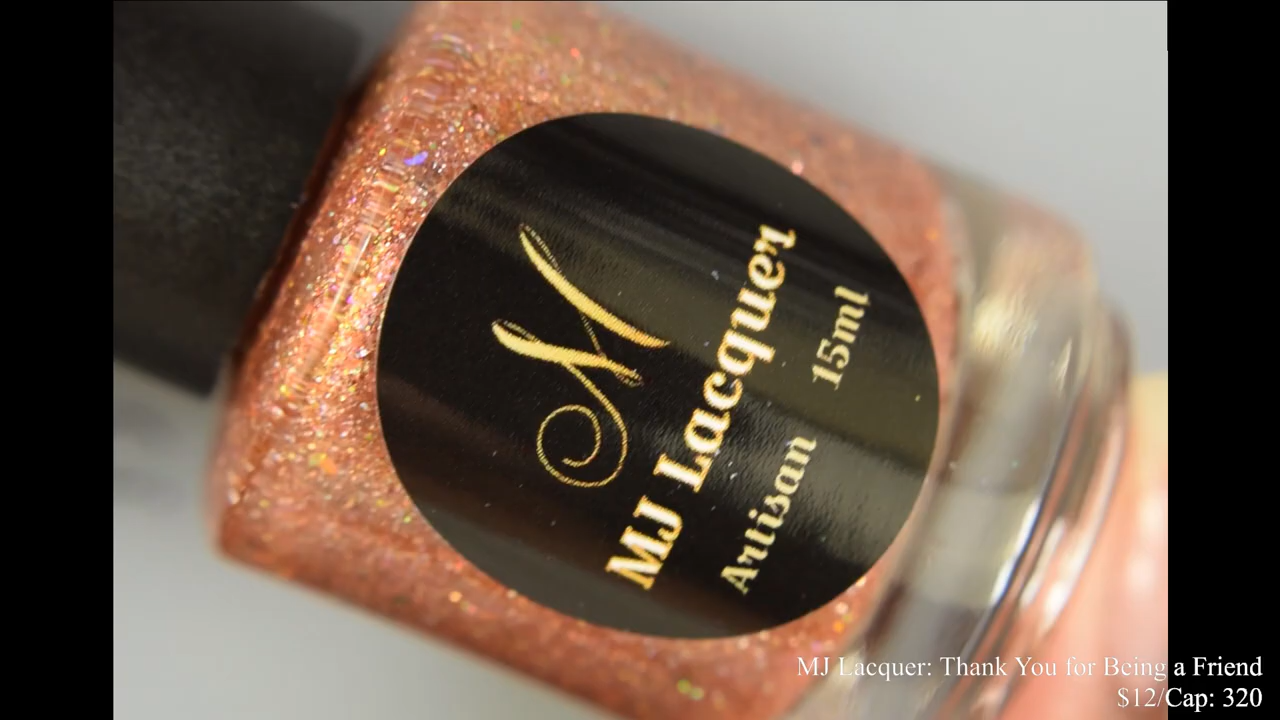 M
MJ Lacquer
Artisan 15ml
MJ Lacquer: Thank You for Being a Friend
$12/Cap: 320